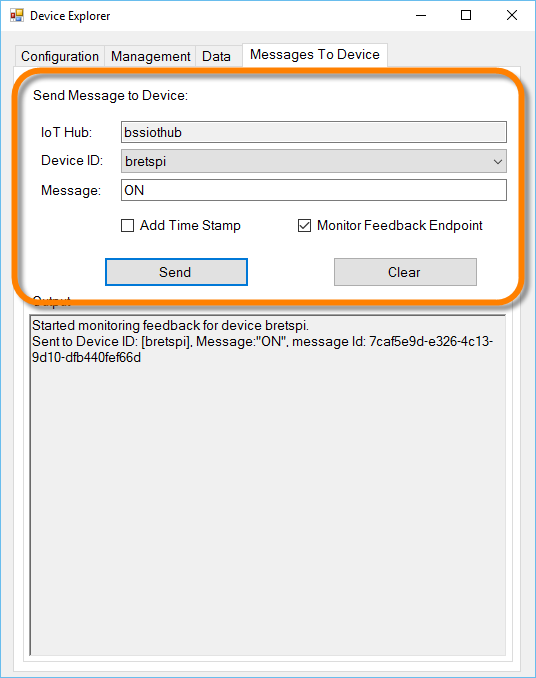 Device Explorer
Configuration Management Data Messages To Device
Send Message to Device:
IoT Hub: bssiothub
Device ID: bretspi
Message: ON
Add Time Stamp Monitor Feedback Endpoint
Send Clear
Output
Started monitoring feedback for device bretspi.
Sent to Device ID: [bretspi], Message:"ON", message Id: 7caf5e9d-e326-4c13-
9d10-dfb440fef66d